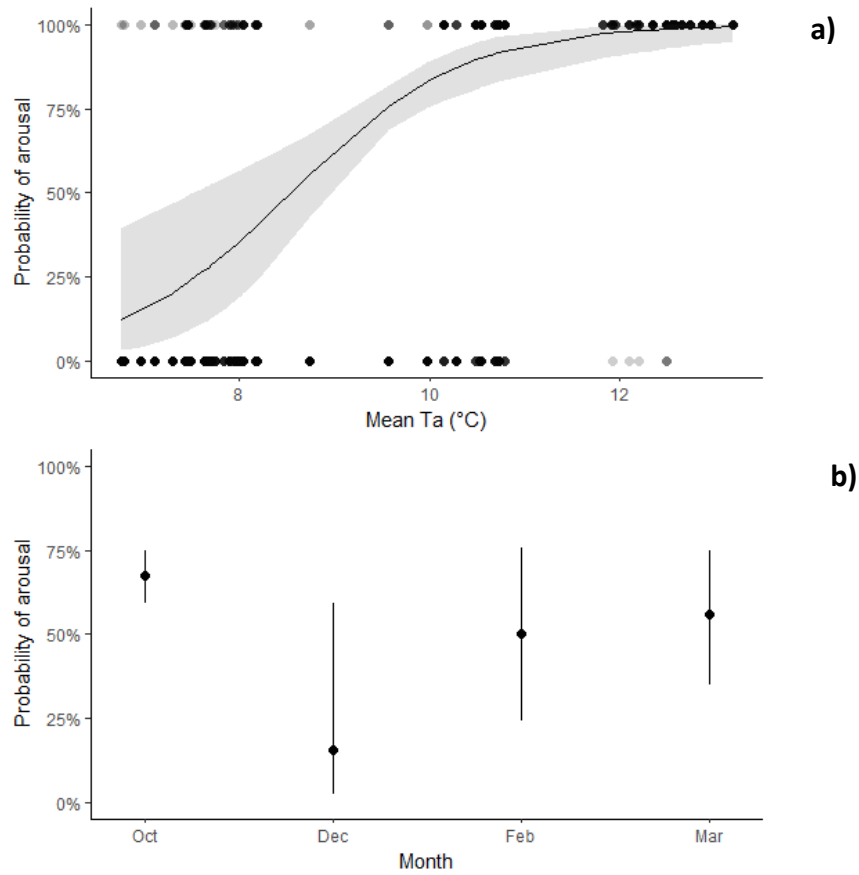 a)
100%
75%
50%
25%
0%
Probability of arousal
8 10 12
Mean Ta (°C)
b)
100%
75%
50%
25%
0%
Probability of arousal
Oct Dec Feb Mar
Month